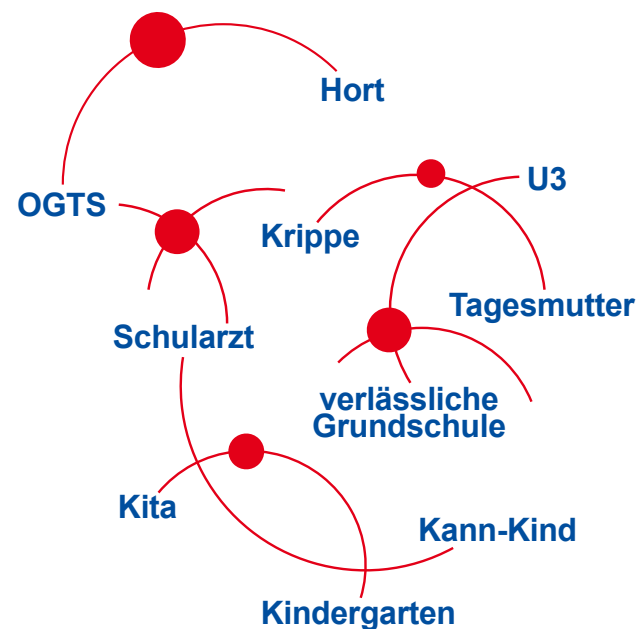 Hort
U3
OGTS
Krippe
Tagesmutter
Schularzt
verlässliche
Grundschule
Kita
Kann-Kind
Kindergarten